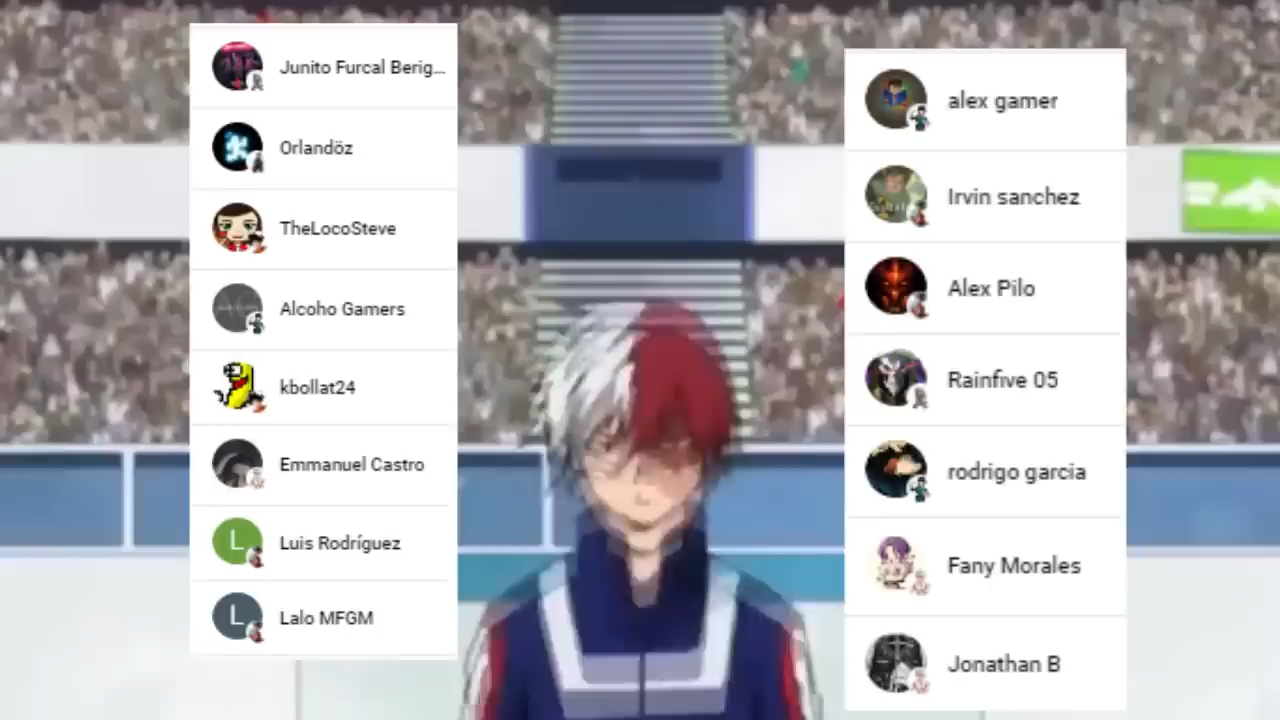 Junito Furcal Berig...
Orlandöz
TheLocoSteve
Alcoho Gamers
kbollat24
Emmanuel Castro
L
Luis Rodríguez
L
Lalo MFGM
alex gamer
Irvin sanchez
Alex Pilo
Rainfive 05
rodrigo garcia
Fany Morales
Jonathan B